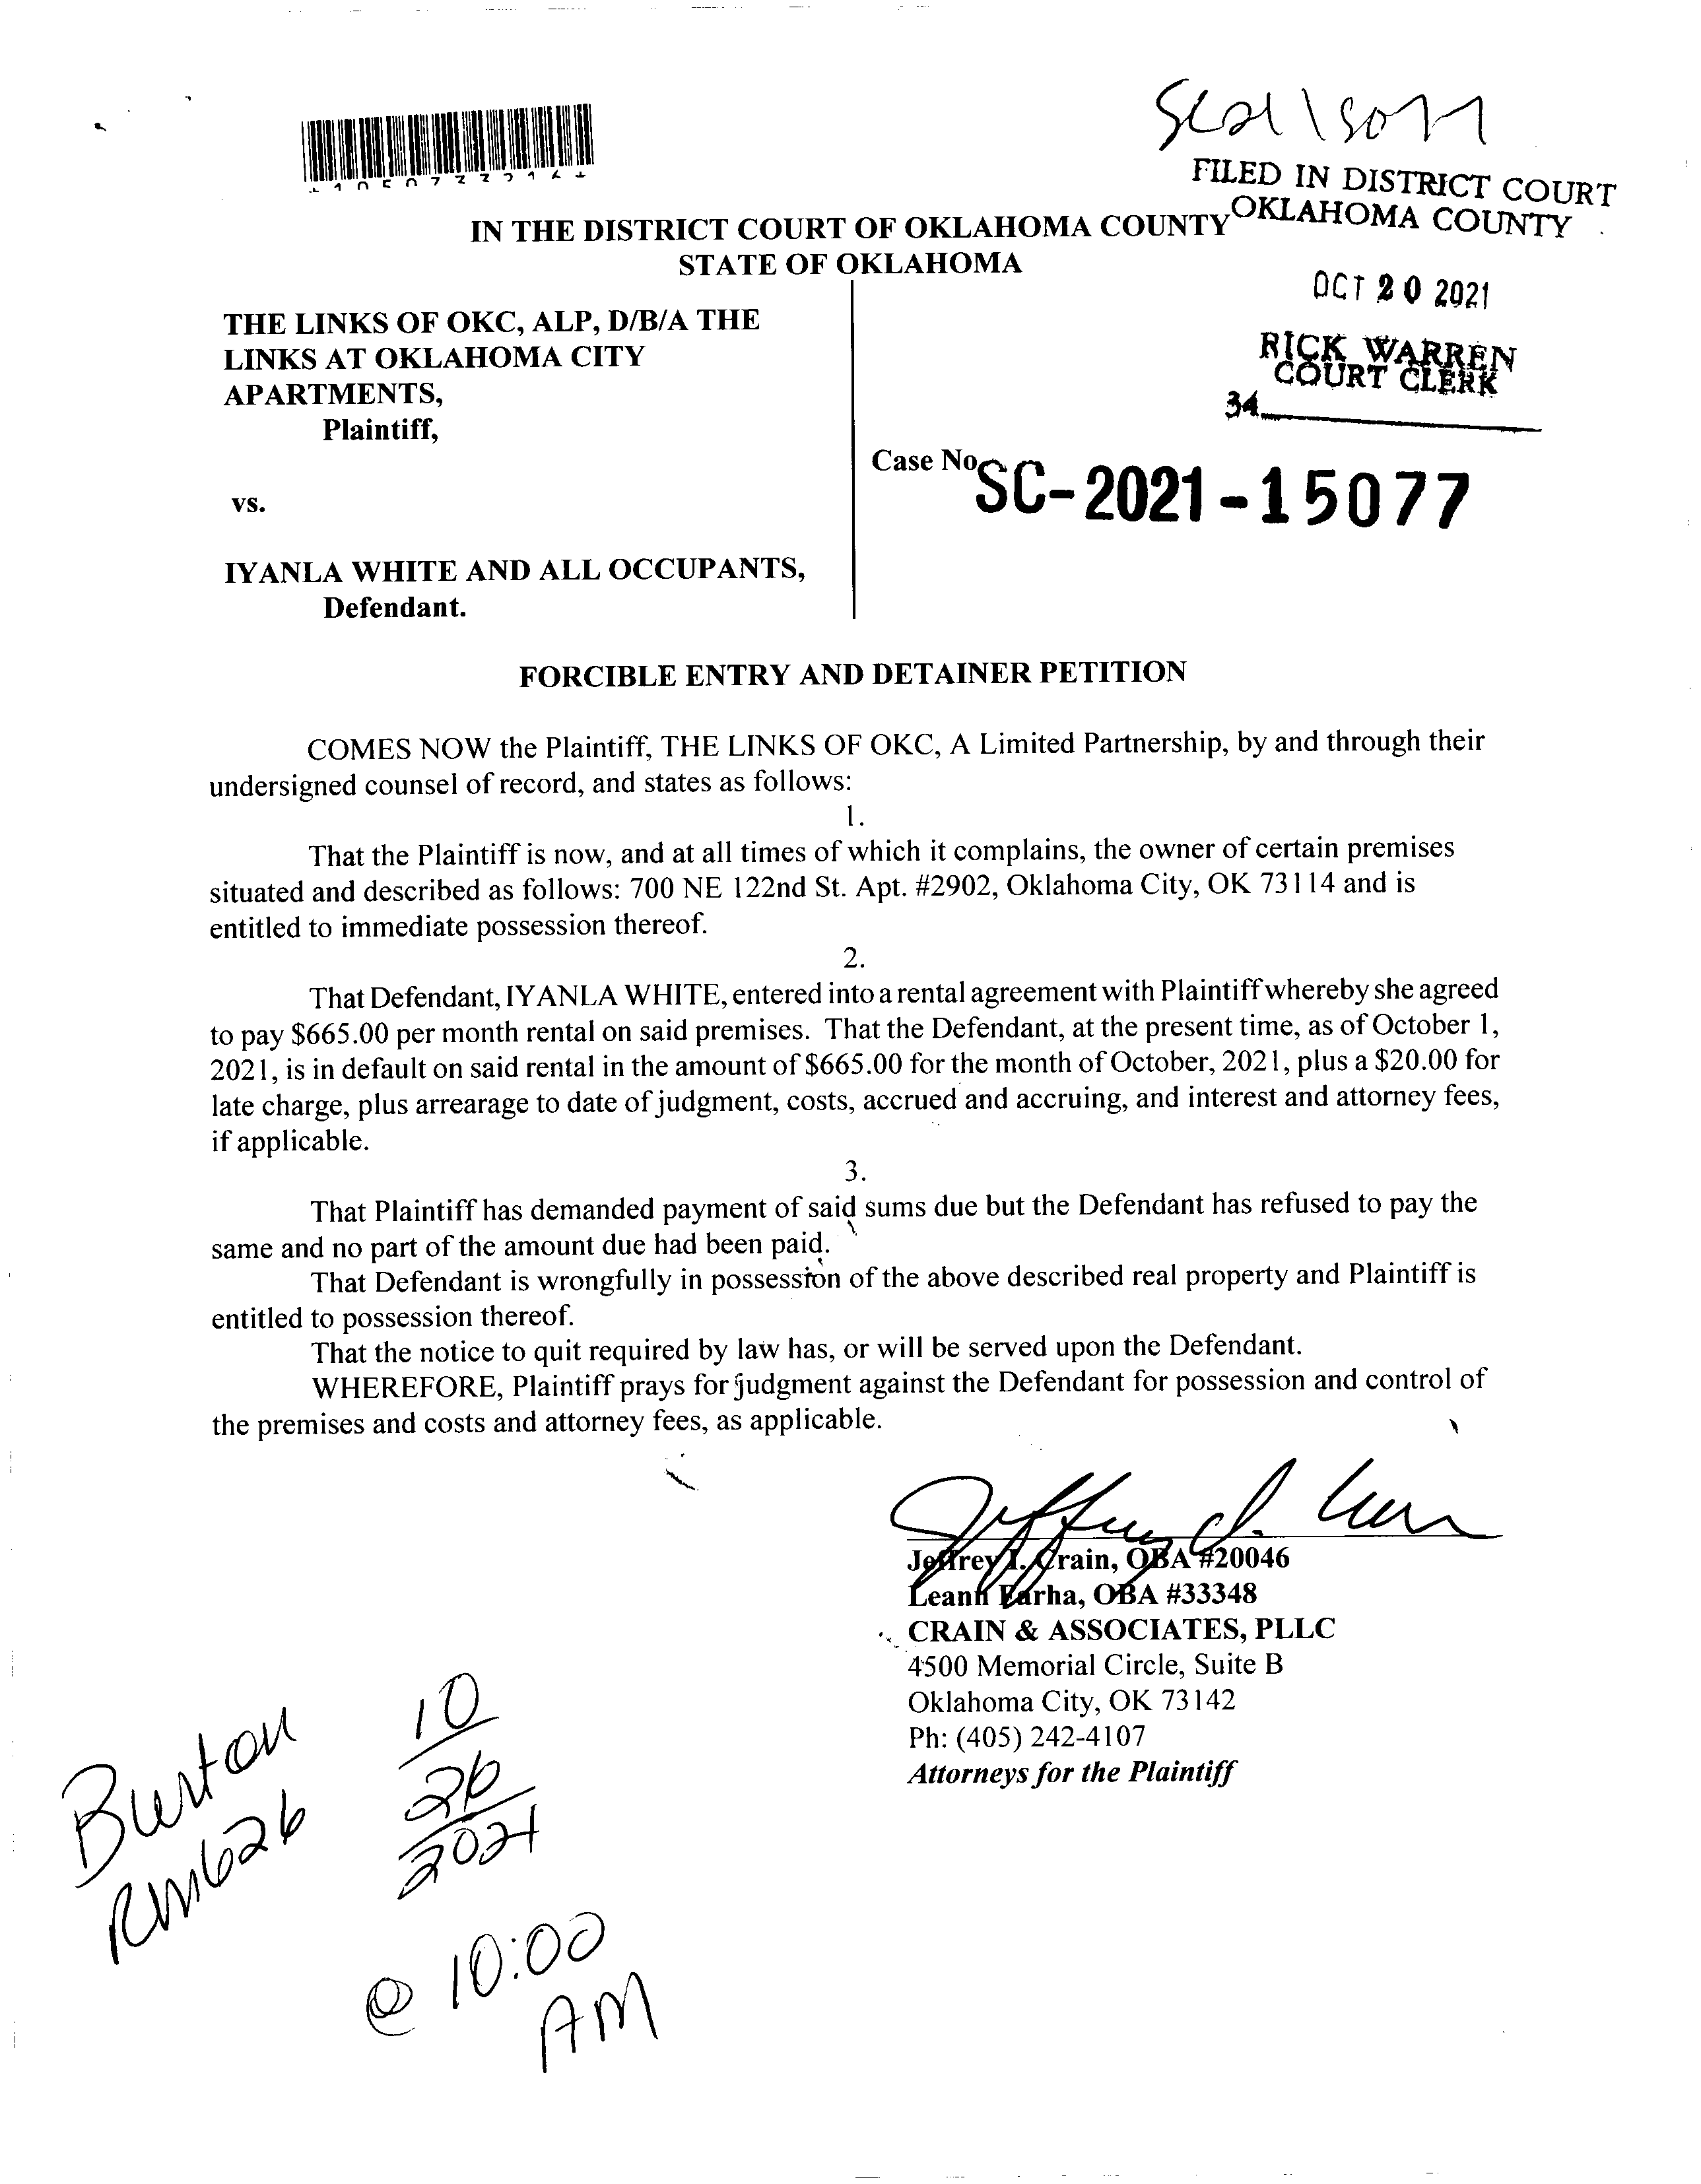 FILED IN DISTRICT COURT
OKLAHOMA COUNTY
IN THE DISTRICT COURT OF OKLAHOMA COUNTY
STATE OF OKLAHOMA
OCT 20 2021
RICK WARREN
COURT CLERK
34
THE LINKS OF OKC, ALP, D/B/A THE
LINKS AT OKLAHOMA CITY
APARTMENTS,
Plaintiff,
vs.
IYANLA WHITE AND ALL OCCUPANTS,
Defendant.
Case No. SC-2021-15077
FORCIBLE ENTRY AND DETAINER PETITION
COMES NOW the Plaintiff, THE LINKS OF OKC, A Limited Partnership, by and through their
undersigned counsel of record, and states as follows:
1.
That the Plaintiff is now, and at all times of which it complains, the owner of certain premises
situated and described as follows: 700 NE 122nd St. Apt. #2902, Oklahoma City, OK 73114 and is
entitled to immediate possession thereof.
2.
That Defendant, IYANLA WHITE, entered into a rental agreement with Plaintiff whereby she agreed
to pay $665.00 per month rental on said premises. That the Defendant, at the present time, as of October 1,
2021, is in default on said rental in the amount of $665.00 for the month of October, 2021, plus a $20.00 for
late charge, plus arrearage to date of judgment, costs, accrued and accruing, and interest and attorney fees,
if applicable.
3.
That Plaintiff has demanded payment of said sums due but the Defendant has refused to pay the
same and no part of the amount due had been paid.
That Defendant is wrongfully in possession of the above described real property and Plaintiff is
entitled to possession thereof.
That the notice to quit required by law has, or will be served upon the Defendant.
WHEREFORE, Plaintiff prays for judgment against the Defendant for possession and control of
the premises and costs and attorney fees, as applicable.
Jeffrey I. Crain, OBA #20046
Leann Farha, OBA #33348
CRAIN & ASSOCIATES, PLLC
4500 Memorial Circle, Suite B
Oklahoma City, OK 73142
Ph: (405) 242-4107
Attorneys for the Plaintiff
Burton
Rm 626
10
26
2021
@ 10:00
AM